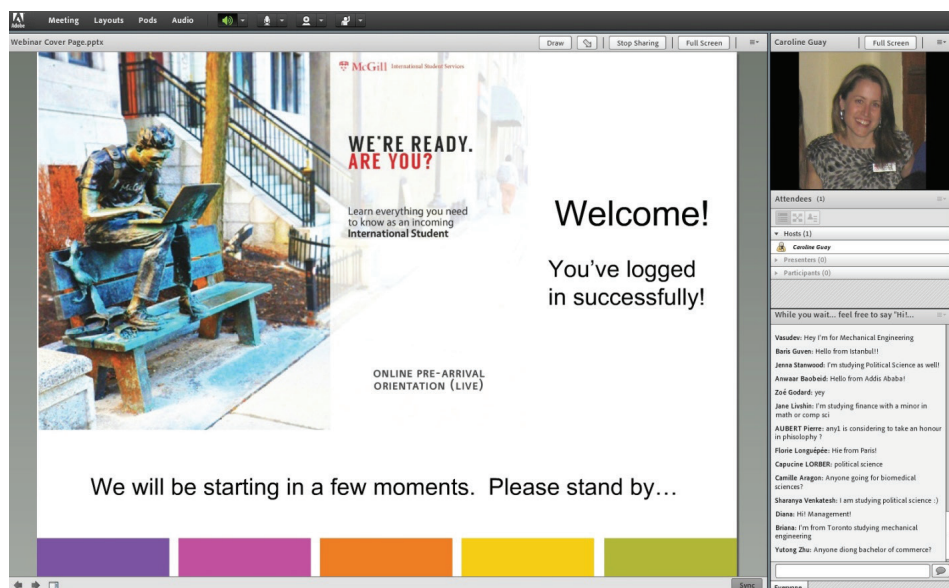 Adobe
Meeting Layouts Pods Audio
Webinar Cover Page.pptx
Draw
Stop Sharing
Full Screen
McGill International Student Services
WE'RE READY.
ARE YOU?
Learn everything you need
to know as an incoming
International Student
ONLINE PRE-ARRIVAL
ORIENTATION (LIVE)
Welcome!
You've logged
in successfully!
We will be starting in a few moments. Please stand by...
Sync
Caroline Guay
Full Screen
Attendees (1)
Hosts (1)
Caroline Guay
Presenters (0)
Participants (0)
While you wait... feel free to say "Hi!...
Vasudev: Hey I'm for Mechanical Engineering
Baris Guven: Hello from Istanbul!!
Jenna Stanwood: I'm studying Political Science as well!
Anwaar Baobeid: Hello from Addis Ababa!
Zoé Godard: yey
Jane Livshin: I'm studying finance with a minor in
math or comp sci
AUBERT Pierre: any1 is considering to take an honour
in phisolophy ?
Florie Longuépée: Hie from Paris!
Capucine LORBER: political science
Camille Aragon: Anyone going for biomedical
sciences?
Sharanya Venkatesh: I am studying political science :)
Diana: Hi! Management!
Briana: I'm from Toronto studying mechanical
engineering
Yutong Zhu: Anyone diong bachelor of commerce?
Everyone